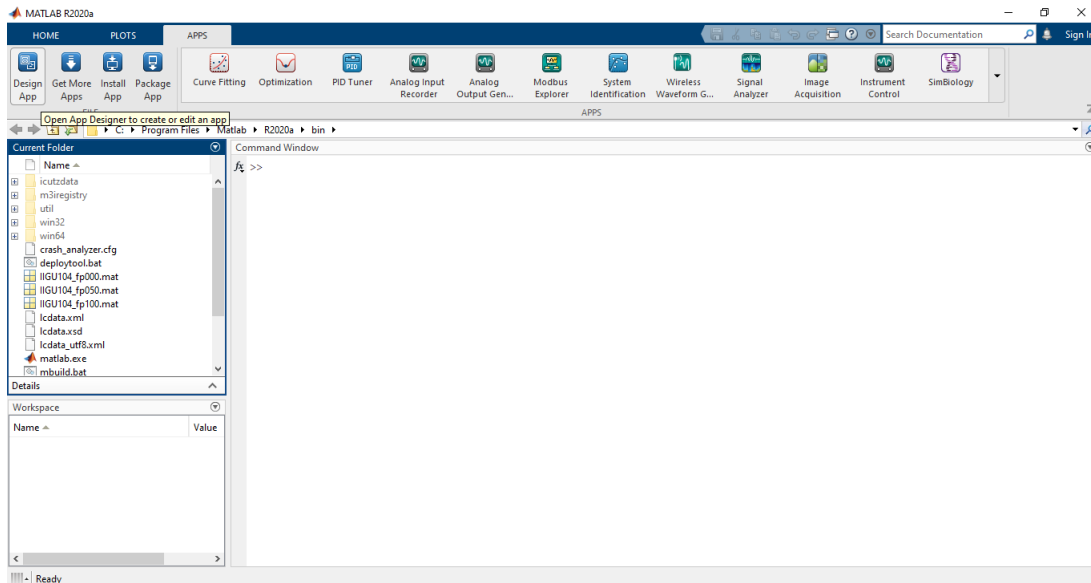 MATLAB R2020a
HOME PLOTS APPS
Search Documentation
Sign In
Design App
Get More Apps
Install App
Package App
Curve Fitting
Optimization
PID
PID Tuner
Analog Input Recorder
Analog Output Gen...
Modbus Explorer
System Identification
Wireless Waveform G...
Signal Analyzer
Image Acquisition
Instrument Control
SimBiology
APPS
Open App Designer to create or edit an app
C: Program Files Matlab R2020a bin
Current Folder
Name
icutzdata
m3iregistry
util
win32
win64
crash_analyzer.cfg
deploytool.bat
IIGU104_fp000.mat
IIGU104_fp050.mat
IIGU104_fp100.mat
lcdata.xml
lcdata.xsd
lcdata_utf8.xml
matlab.exe
mbuild.bat
Details
Workspace
Name Value
Command Window
fx >>
Ready